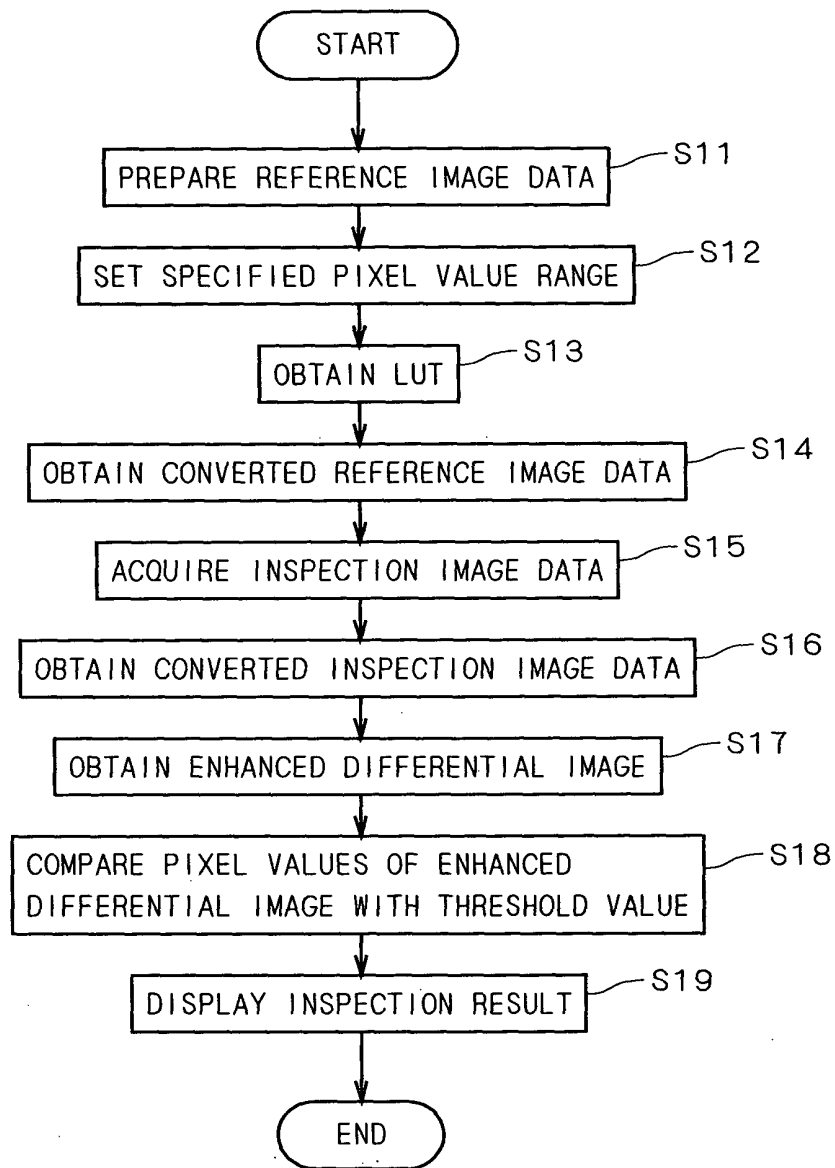 START
PREPARE REFERENCE IMAGE DATA
S11
SET SPECIFIED PIXEL VALUE RANGE
S12
OBTAIN LUT
S13
OBTAIN CONVERTED REFERENCE IMAGE DATA
S14
ACQUIRE INSPECTION IMAGE DATA
S15
OBTAIN CONVERTED INSPECTION IMAGE DATA
S16
OBTAIN ENHANCED DIFFERENTIAL IMAGE
S17
COMPARE PIXEL VALUES OF ENHANCED
DIFFERENTIAL IMAGE WITH THRESHOLD VALUE
S18
DISPLAY INSPECTION RESULT
S19
END